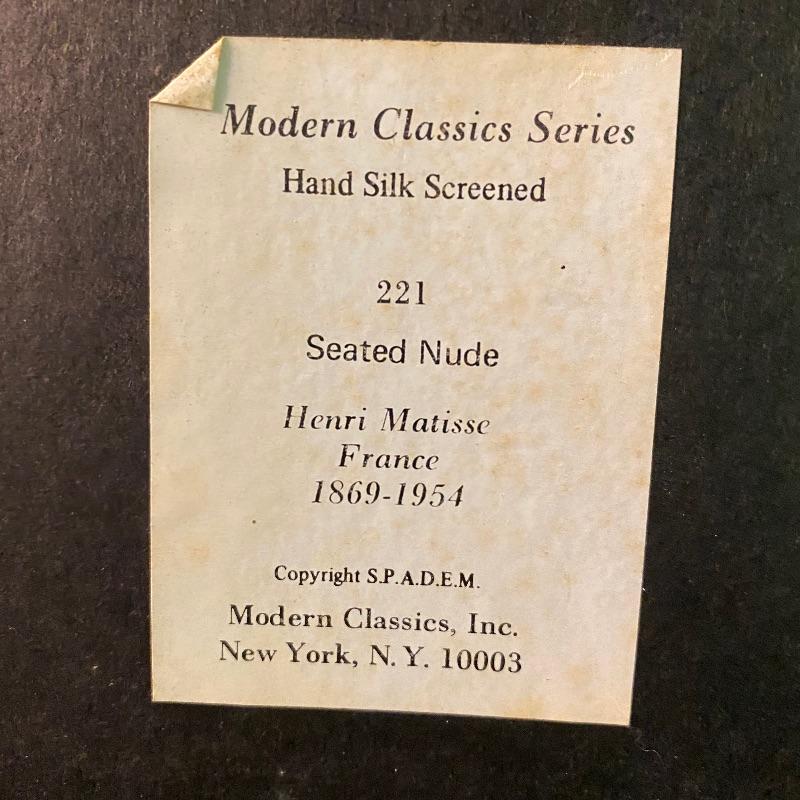 Modern Classics Series
Hand Silk Screened
221
Seated Nude
Henri Matisse
France
1869-1954
Copyright S.P.A.D.E.M.
Modern Classics, Inc.
New York, N. Y. 10003